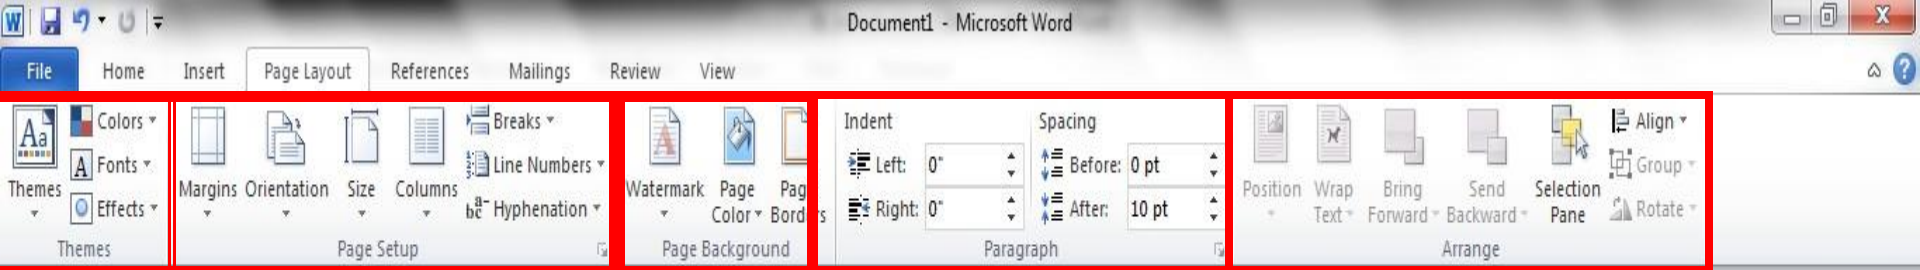 Document1 - Microsoft Word
File Home Insert Page Layout References Mailings Review View
Themes
Colors
Fonts
Effects
Themes
Margins
Orientation
Size
Columns
Breaks
Line Numbers
Hyphenation
Page Setup
Watermark
Page
Color
Pag
Borders
Page Background
Indent
Left: 0"
Right: 0"
Spacing
Before: 0 pt
After: 10 pt
Paragraph
Position
Wrap
Text
Bring
Forward
Send
Backward
Selection
Pane
Align
Group
Rotate
Arrange